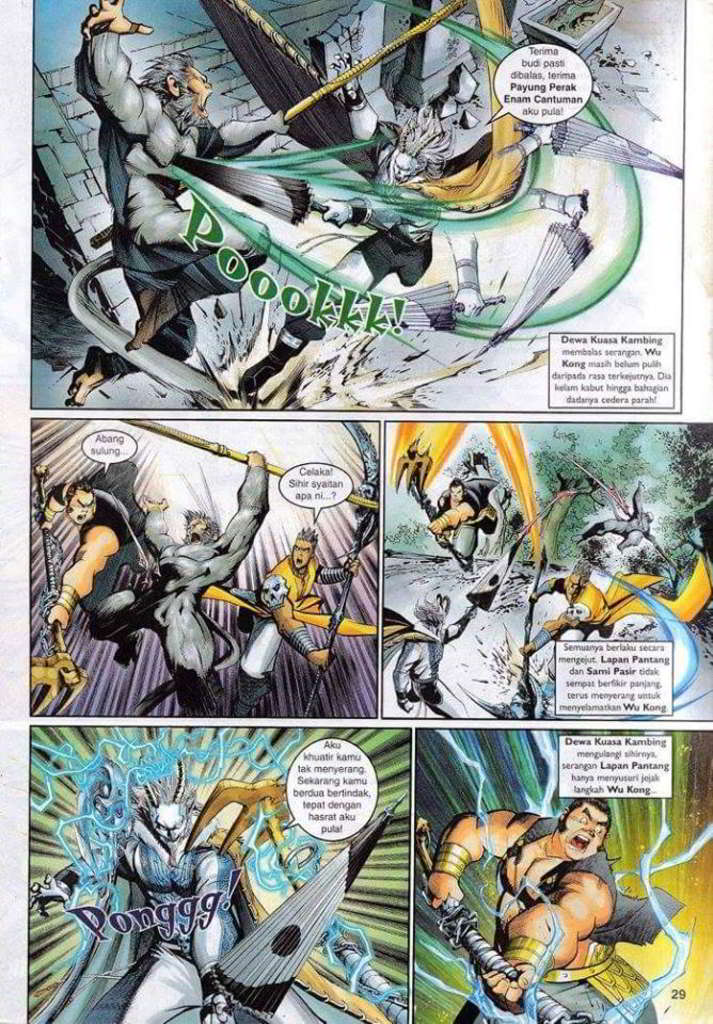 Terima
budi pasti
dibalas, terima
Payung Perak
Enam Cantuman
aku pula!
Poookkk!
Dewa Kuasa Kambing
membalas serangan. Wu
Kong masih belum pulih
daripada rasa terkejutnya. Dia
kelam kabut hingga bahagian
dadanya cedera parah!
Abang
sulung...
Celaka!
Sihir syaitan
apa ni...?
Semuanya berlaku secara
mengejut. Lapan Pantang
dan Sami Pasir tidak
sempat berfikir panjang,
terus menyerang untuk
menyelamatkan Wu Kong.
Aku
khuatir kamu
tak menyerang.
Sekarang kamu
berdua bertindak,
tepat dengan
hasrat aku
pula!
Ponggg!
Dewa Kuasa Kambing
mengulangi sihirnya,
serangan Lapan Pantang
hanya menyusuri jejak
langkah Wu Kong...
29